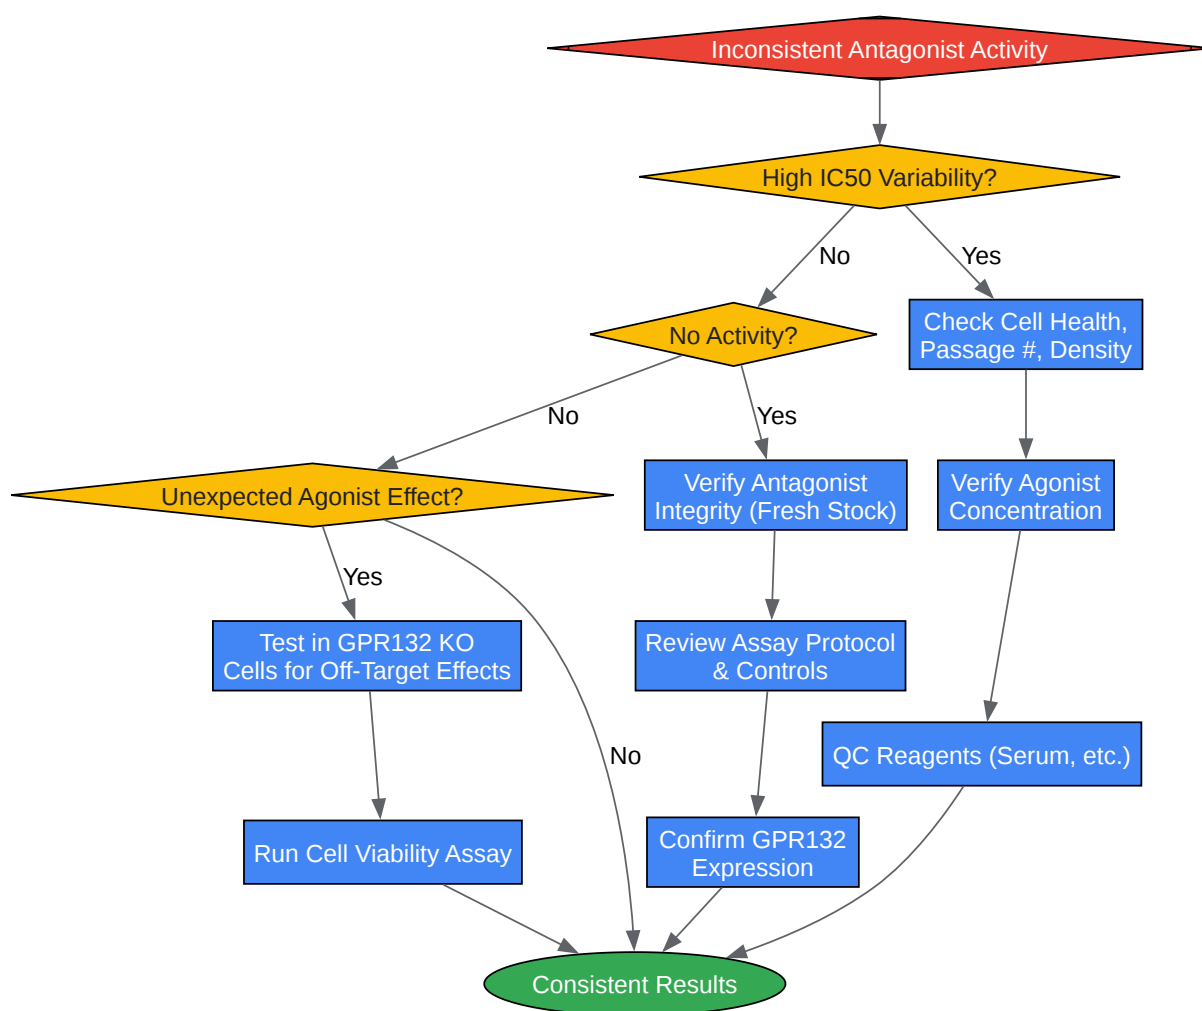 Inconsistent Antagonist Activity
High IC50 Variability?
No
Yes
No Activity?
Check Cell Health,
Passage #, Density
No
Yes
Unexpected Agonist Effect?
Verify Antagonist
Integrity (Fresh Stock)
Verify Agonist
Concentration
Yes
Test in GPR132 KO
Cells for Off-Target Effects
Review Assay Protocol
& Controls
No
QC Reagents (Serum, etc.)
Run Cell Viability Assay
Confirm GPR132
Expression
Consistent Results